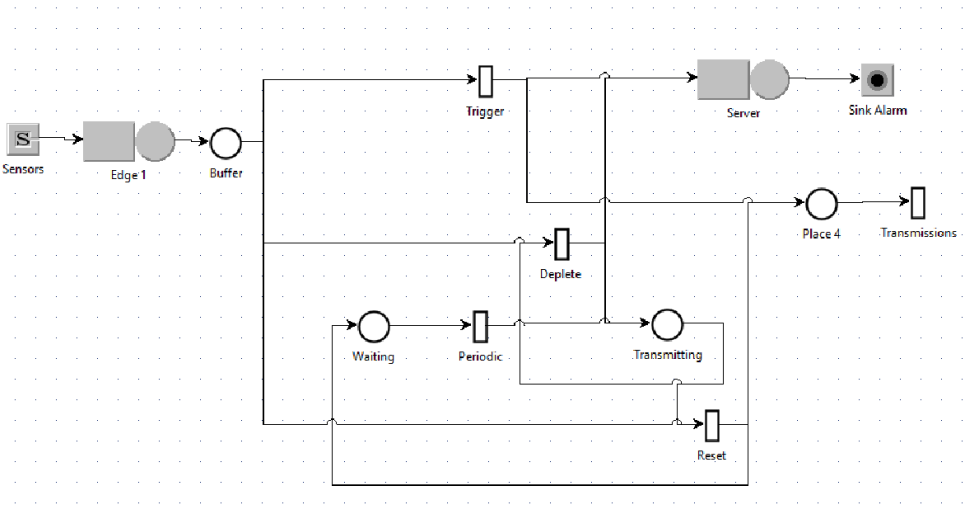 Trigger
Server
Sink Alarm
S
Sensors
Edge 1
Buffer
Place 4
Transmissions
Deplete
Waiting
Periodic
Transmitting
Reset